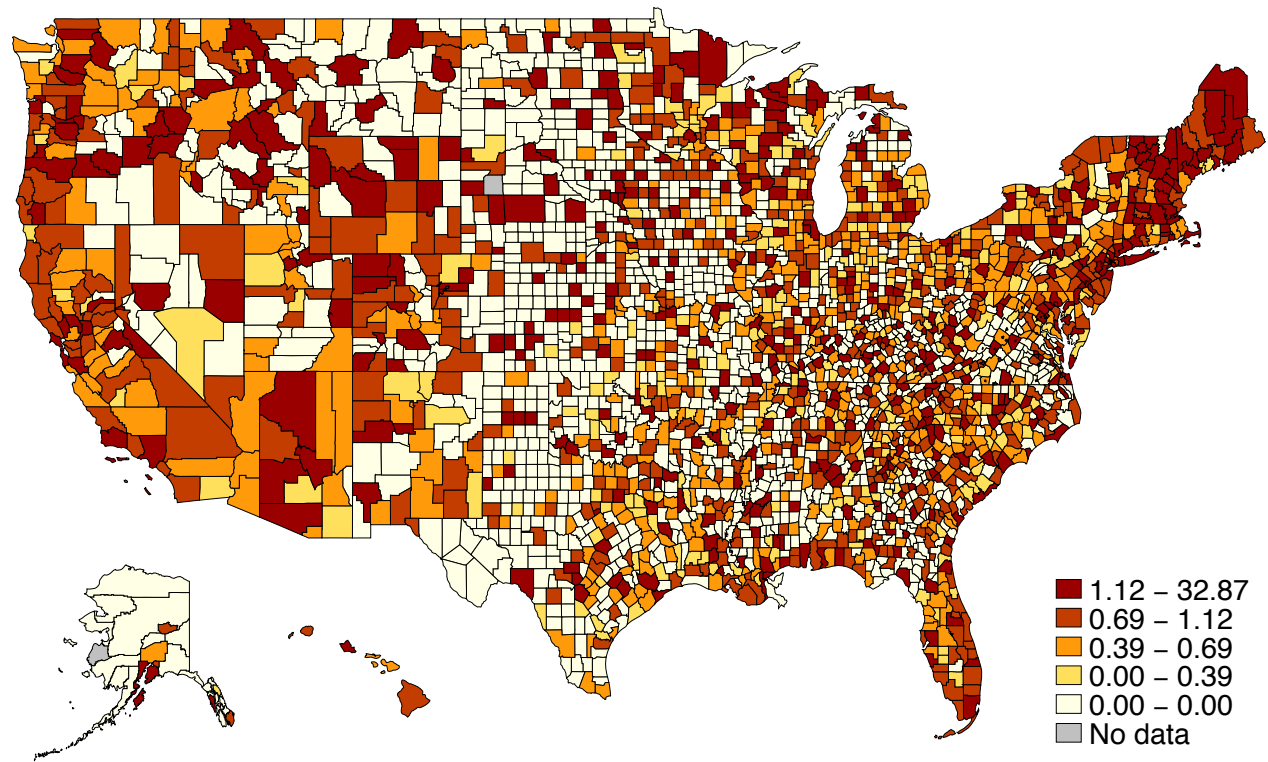 1.12 – 32.87
0.69 – 1.12
0.39 – 0.69
0.00 – 0.39
0.00 – 0.00
No data